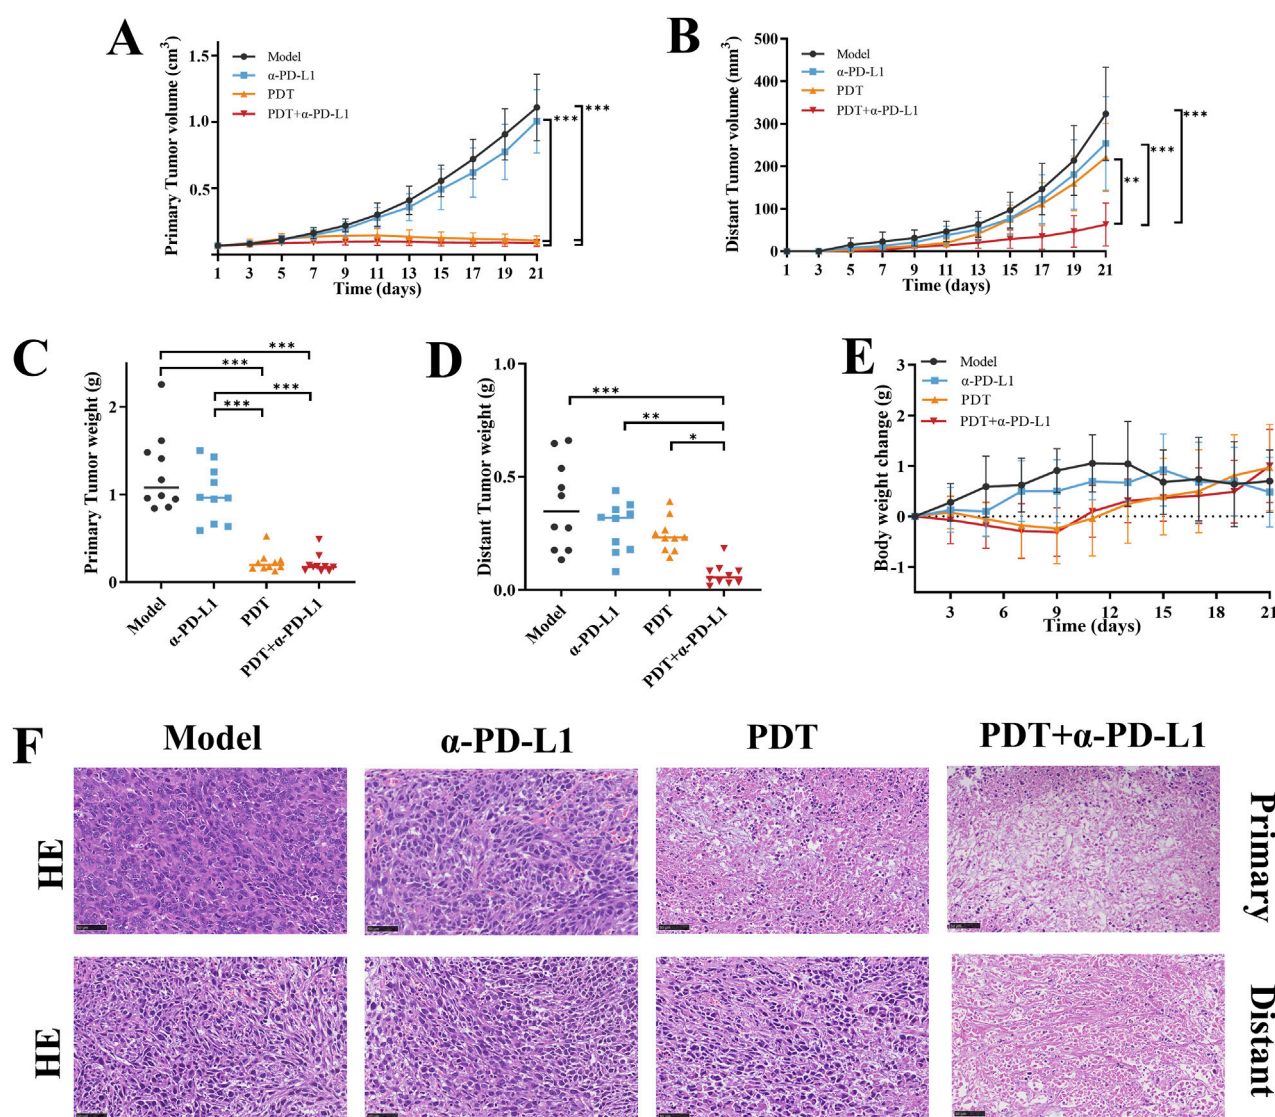 A
Primary Tumor volume (cm³)
1.5
1.0
0.5
Model
α-PD-L1
PDT
PDT+α-PD-L1
***
***
1 3 5 7 9 11 13 15 17 19 21
Time (days)
B
Distant Tumor volume (mm³)
500
400
300
200
100
0
Model
α-PD-L1
PDT
PDT+α-PD-L1
**
***
***
1 3 5 7 9 11 13 15 17 19 21
Time (days)
C
Primary Tumor weight (g)
2
1
0
***
***
***
***
Model
α-PD-L1
PDT
PDT+α-PD-L1
D
Distant Tumor weight (g)
1.0
0.5
0.0
***
**
*
Model
α-PD-L1
PDT
PDT+α-PD-L1
E
Body weight change (g)
3
2
1
0
-1
Model
α-PD-L1
PDT
PDT+α-PD-L1
3 6 9 12 15 18 21
Time (days)
F
Model α-PD-L1 PDT PDT+α-PD-L1
HE
Primary
HE
Distant